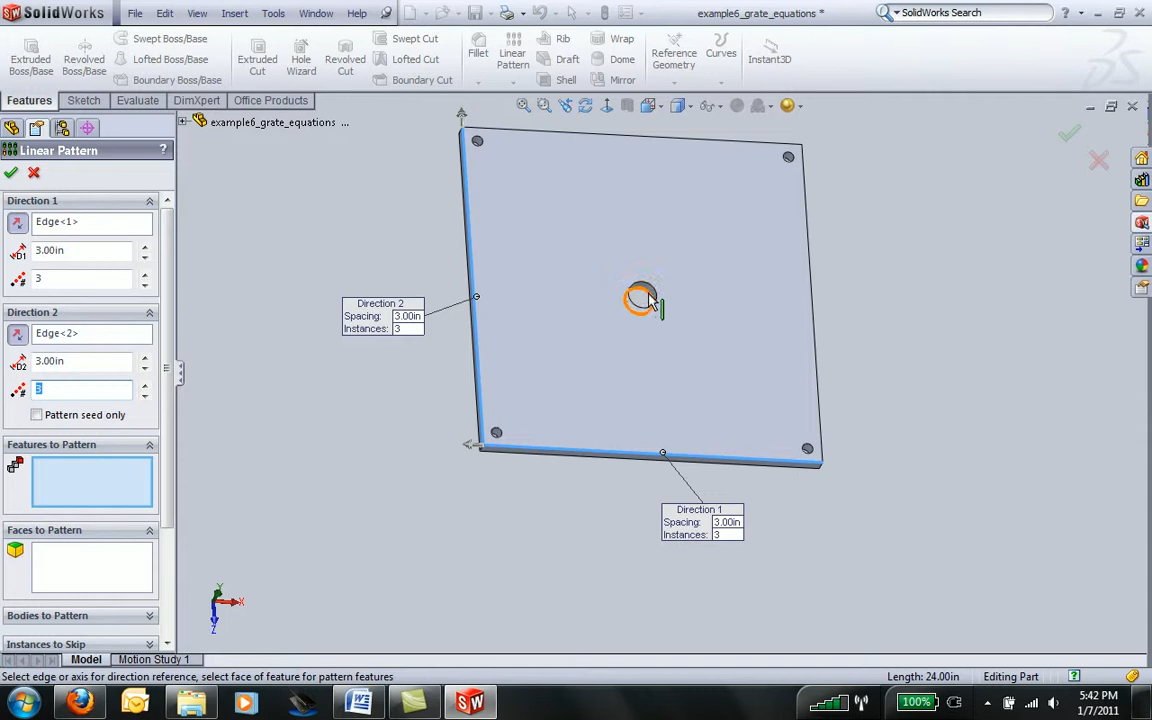 SolidWorks
File Edit View Insert Tools Window Help
example6_grate_equations *
SolidWorks Search
Extruded Boss/Base
Revolved Boss/Base
Swept Boss/Base
Lofted Boss/Base
Boundary Boss/Base
Extruded Cut
Hole Wizard
Revolved Cut
Swept Cut
Lofted Cut
Boundary Cut
Fillet
Linear Pattern
Rib
Draft
Shell
Wrap
Dome
Mirror
Reference Geometry
Curves
Instant3D
Features Sketch Evaluate DimXpert Office Products
example6_grate_equations ...
Linear Pattern ?
Direction 1
Edge<1>
D1 3.00in
3
Direction 2
Edge<2>
D2 3.00in
3
Pattern seed only
Features to Pattern
Faces to Pattern
Bodies to Pattern
Instances to Skip
Direction 2
Spacing: 3.00in
Instances: 3
Direction 1
Spacing: 3.00in
Instances: 3
Y
X
Z
Model Motion Study 1
Select edge or axis for direction reference, select face of feature for pattern features
Length: 24.00in Editing Part
100%
5:42 PM
1/7/2011